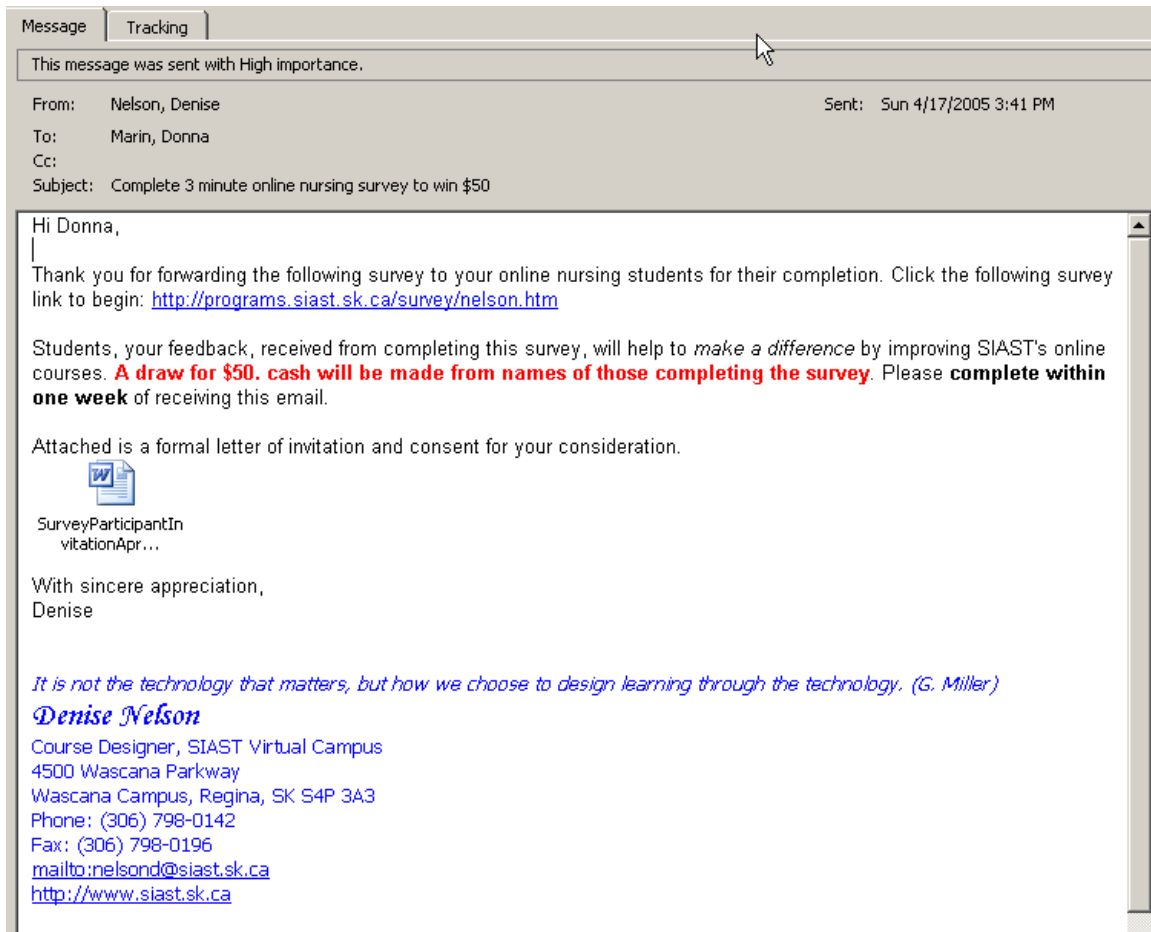 Message Tracking
This message was sent with High importance.
From: Nelson, Denise Sent: Sun 4/17/2005 3:41 PM
To: Marin, Donna
Cc:
Subject: Complete 3 minute online nursing survey to win $50
Hi Donna,
Thank you for forwarding the following survey to your online nursing students for their completion. Click the following survey
link to begin: http://programs.siast.sk.ca/survey/nelson.htm
Students, your feedback, received from completing this survey, will help to make a difference by improving SIAST's online
courses. A draw for $50. cash will be made from names of those completing the survey. Please complete within
one week of receiving this email.
Attached is a formal letter of invitation and consent for your consideration.
W
SurveyParticipantIn
vitationApr...
With sincere appreciation,
Denise
It is not the technology that matters, but how we choose to design learning through the technology. (G. Miller)
Denise Nelson
Course Designer, SIAST Virtual Campus
4500 Wascana Parkway
Wascana Campus, Regina, SK S4P 3A3
Phone: (306) 798-0142
Fax: (306) 798-0196
mailto:nelsond@siast.sk.ca
http://www.siast.sk.ca